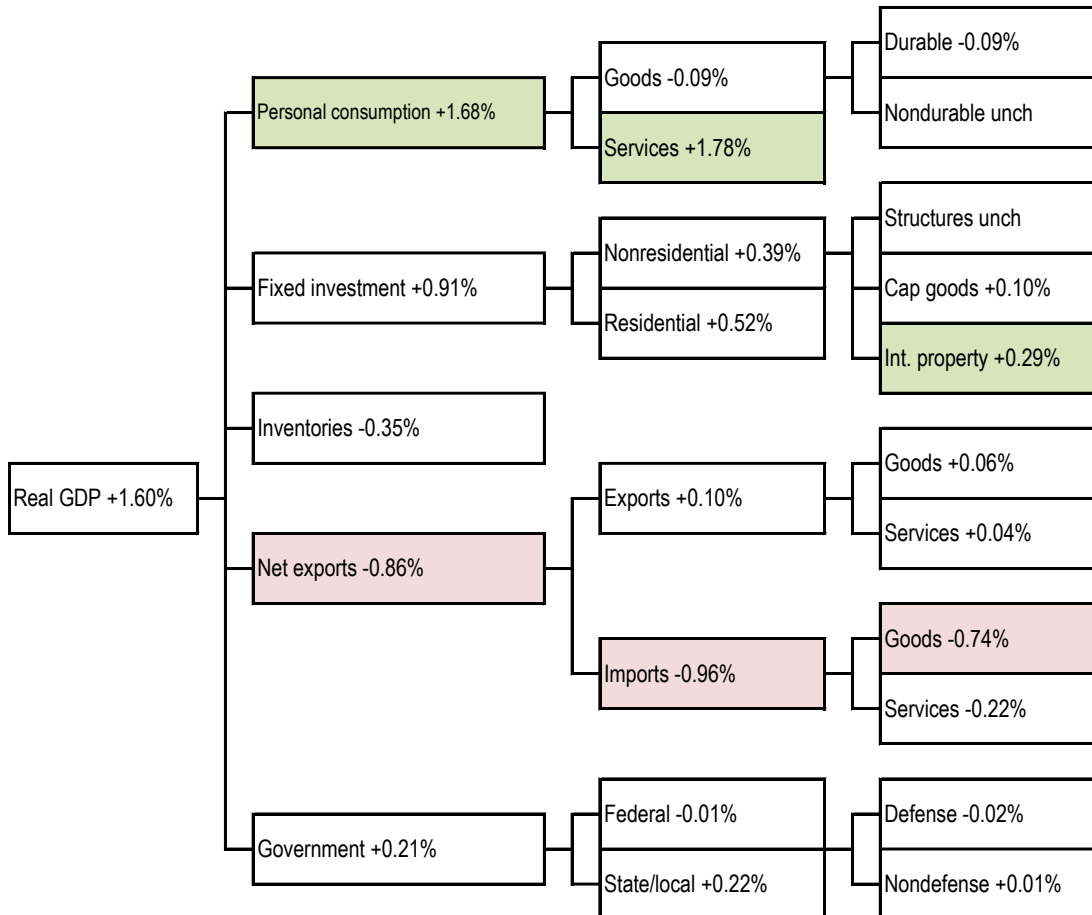 Real GDP +1.60%
Personal consumption +1.68%
Goods -0.09%
Durable -0.09%
Nondurable unch
Services +1.78%
Fixed investment +0.91%
Nonresidential +0.39%
Structures unch
Cap goods +0.10%
Int. property +0.29%
Residential +0.52%
Inventories -0.35%
Net exports -0.86%
Exports +0.10%
Goods +0.06%
Services +0.04%
Imports -0.96%
Goods -0.74%
Services -0.22%
Government +0.21%
Federal -0.01%
Defense -0.02%
Nondefense +0.01%
State/local +0.22%